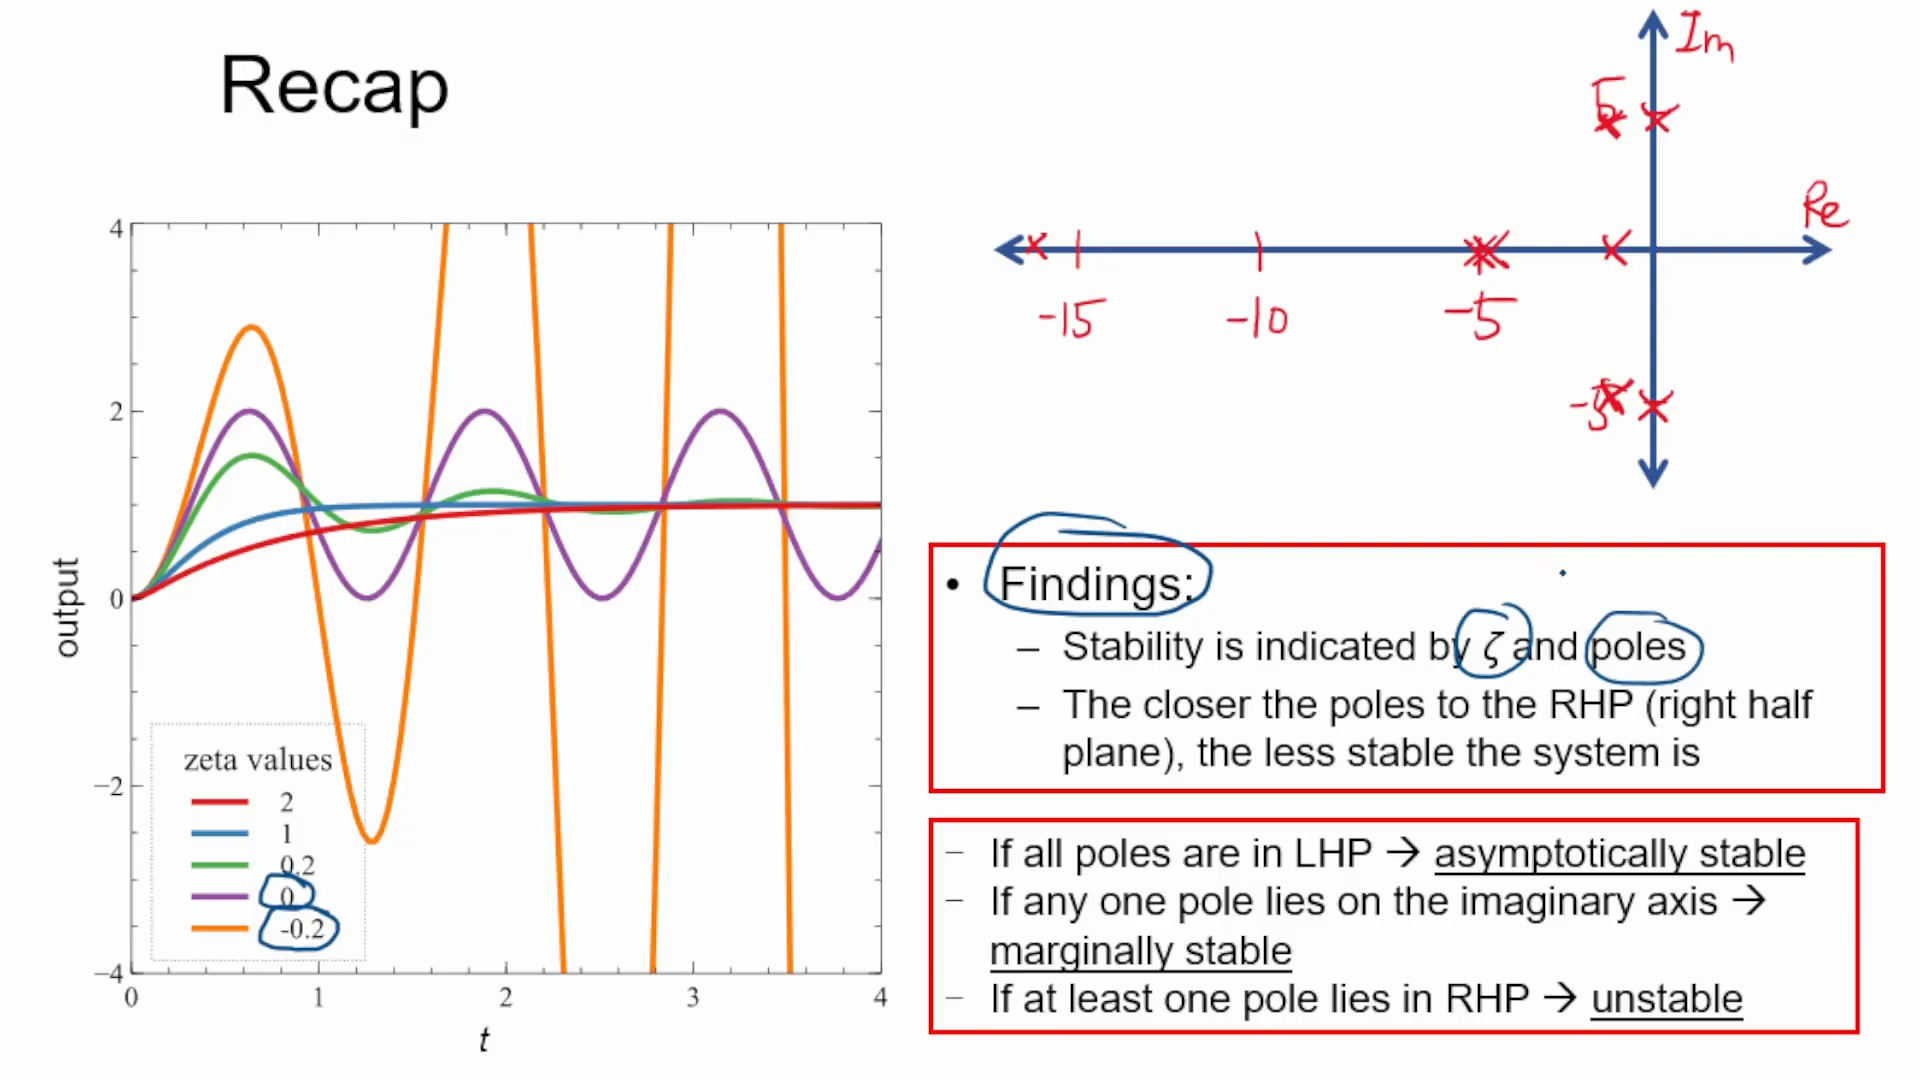 Recap
Im
5
Re
-15
-10
-5
-5
4
2
0
−2
−4
0
1
2
3
4
output
t
zeta values
2
1
0.2
0
-0.2
• Findings:
– Stability is indicated by ζ and poles
– The closer the poles to the RHP (right half
plane), the less stable the system is
– If all poles are in LHP → asymptotically stable
– If any one pole lies on the imaginary axis →
marginally stable
– If at least one pole lies in RHP → unstable